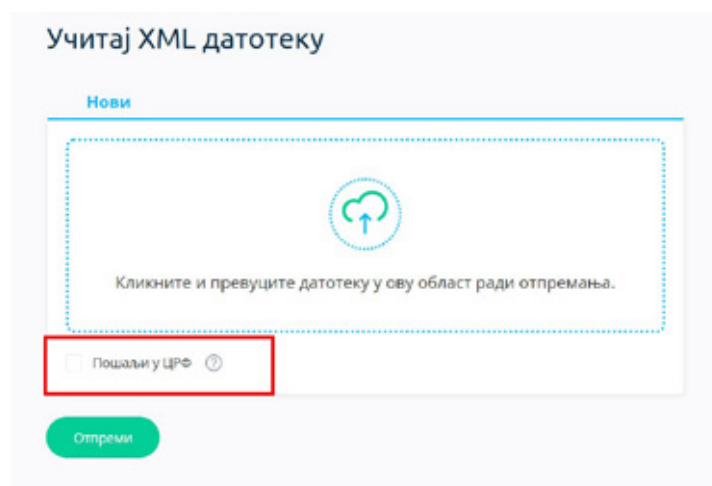 Учитај XML датотеку
Нови
Кликните и превуците датотеку у ову област ради отпремања.
Пошаљи у ЦРФ ?
Отпреми